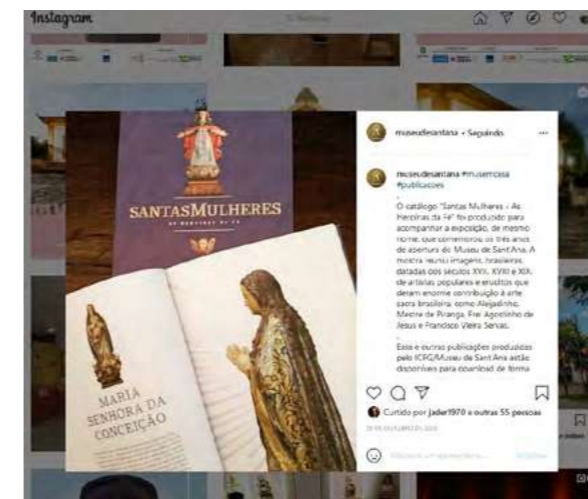 Instagram
museudesantana • Seguindo
museudesantana #musemcasa
#publicacoes
.
O catálogo "Santas Mulheres - As
Heroínas da Fé" foi produzido para
acompanhar a exposição, de mesmo
nome, que comemorou os três anos
de abertura do Museu de Sant'Ana. A
mostra reuniu imagens brasileiras,
datadas dos séculos XVII, XVIII e XIX,
de artistas populares e eruditos que
deram enorme contribuição à arte
sacra brasileira, como Aleijadinho,
Mestre de Piranga, Frei Agostinho de
Jesus e Francisco Vieira Servas.
.
Essa e outras publicações produzidas
pelo ICFG/Museu de Sant'Ana estão
disponíveis para download de forma
Curtido por jader1970 e outras 55 pessoas
SANTASMULHERES
AS HEROÍNAS DA FÉ
MARIA
SENHORA DA
CONCEIÇÃO